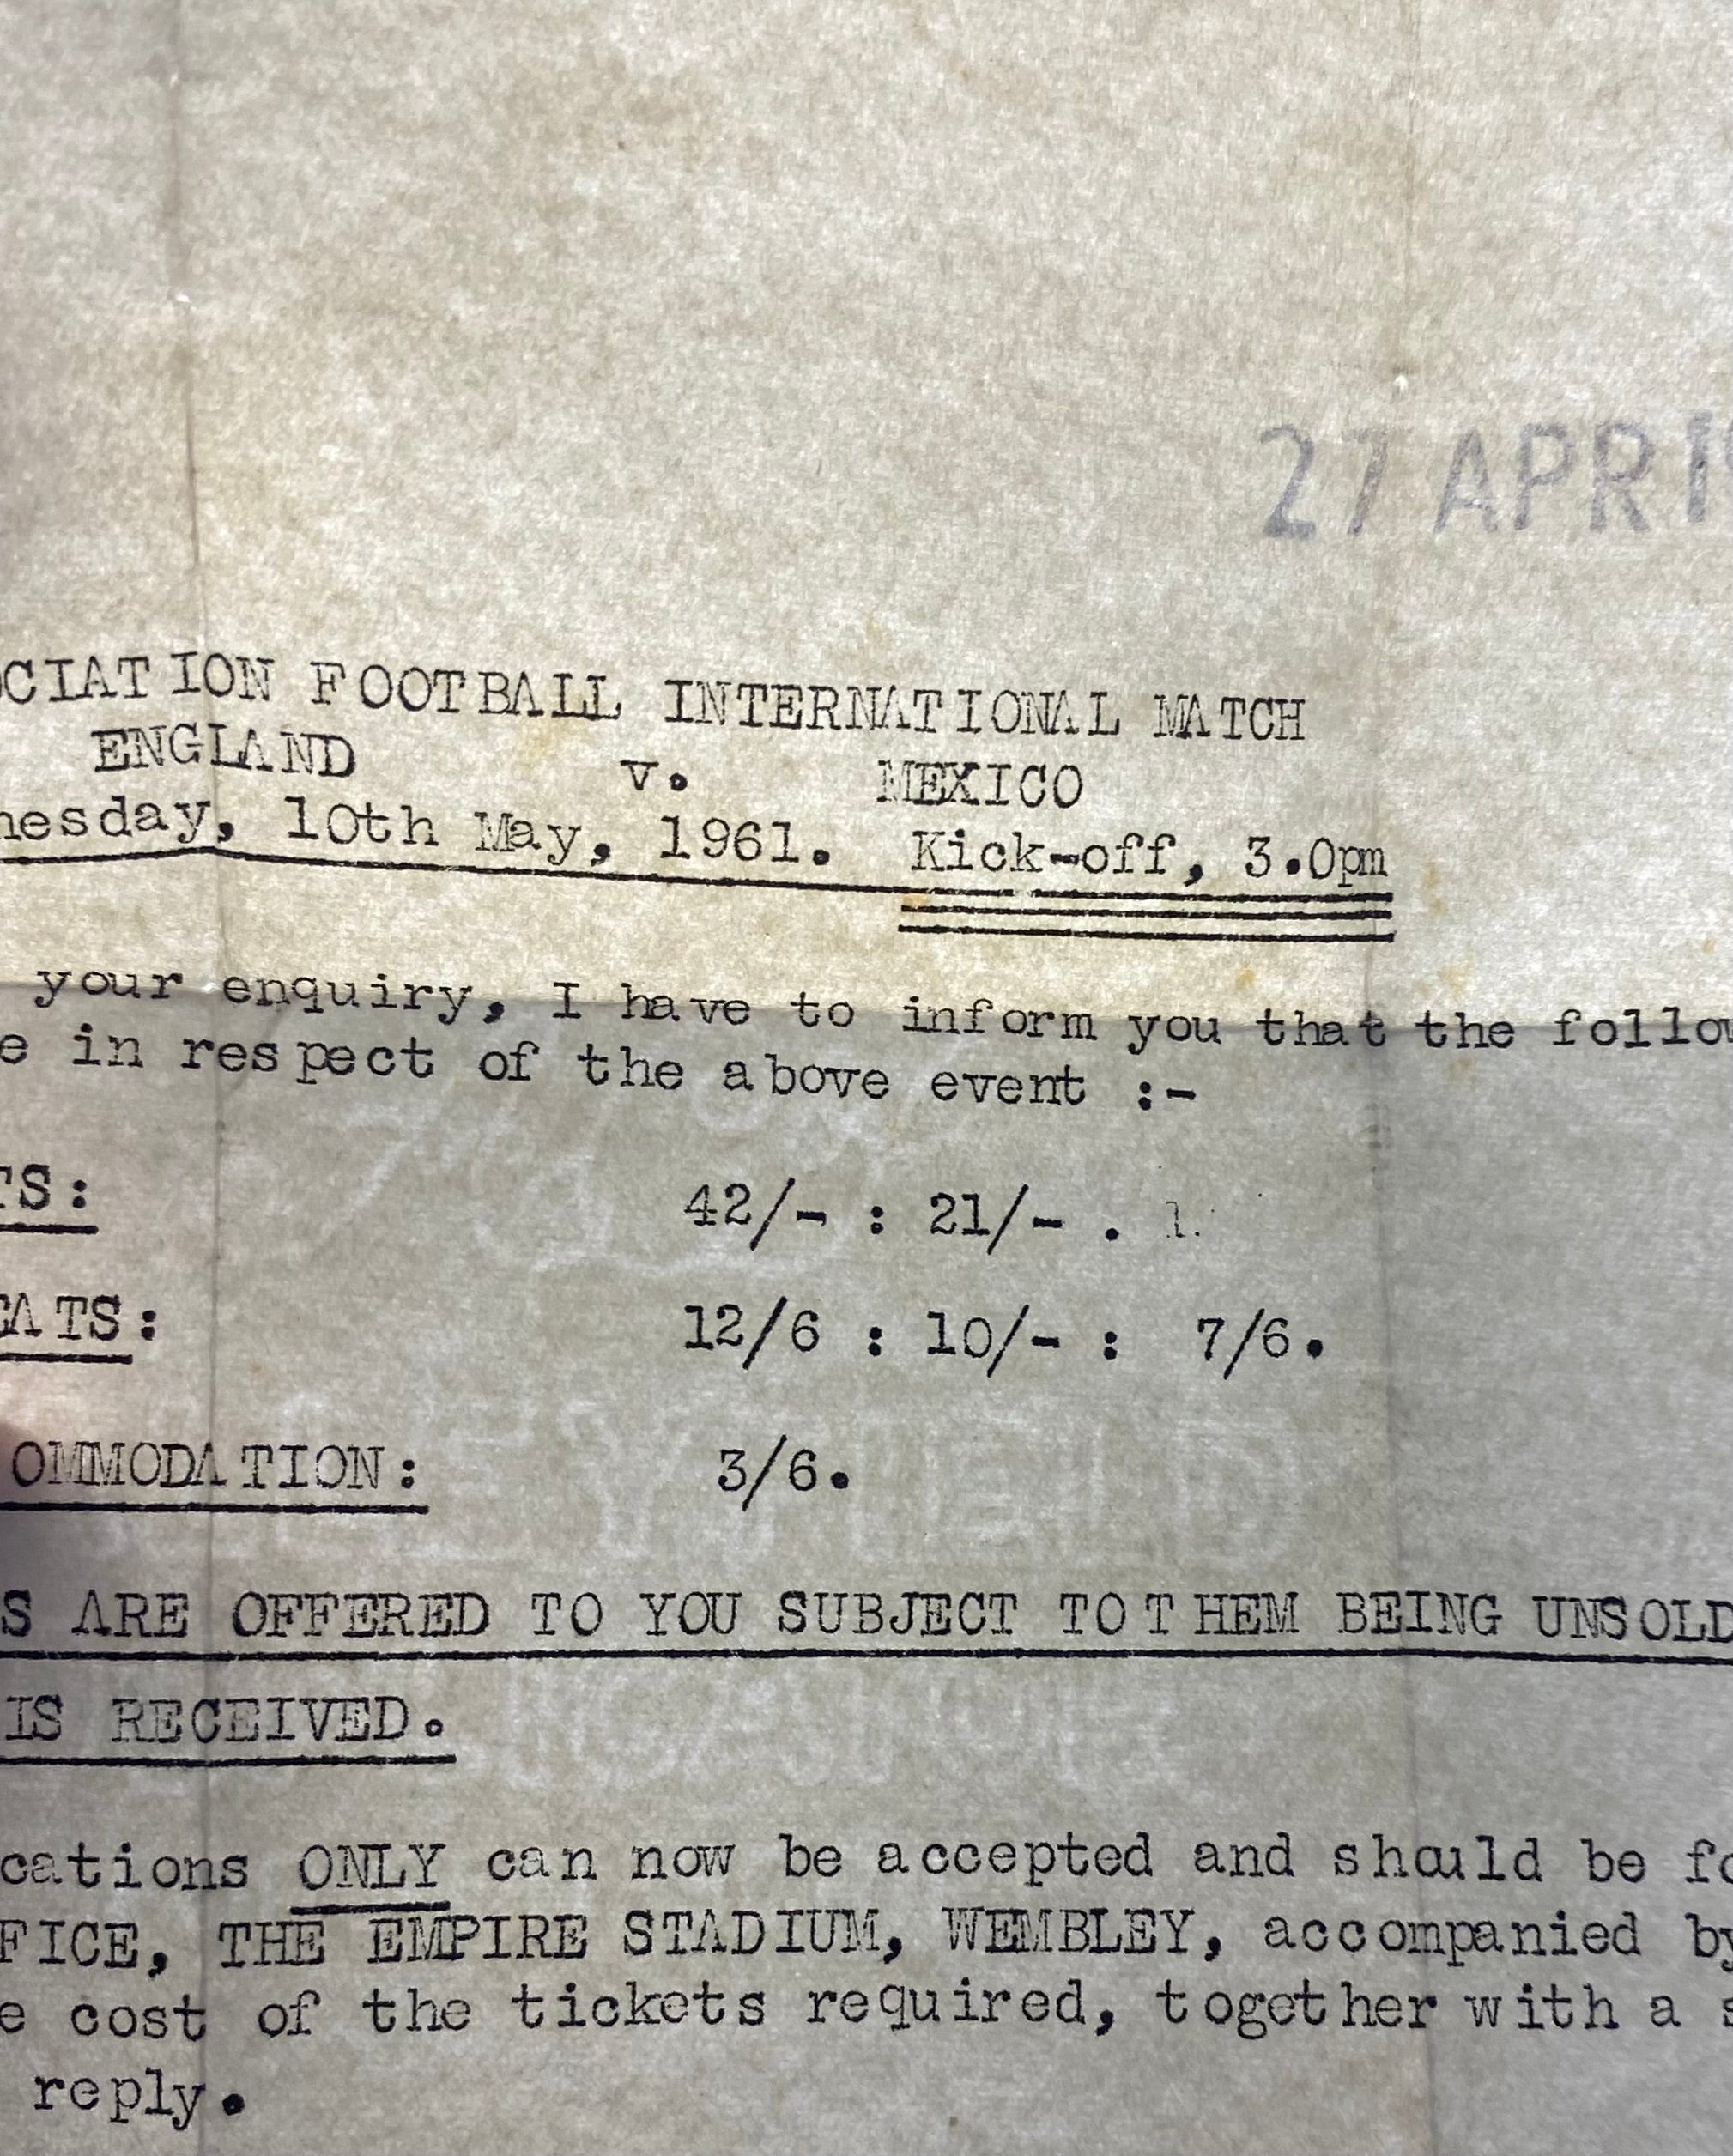 27 APR
CIATION FOOTBALL INTERNATIONAL MATCH
ENGLAND v. MEXICO
nesday, 10th May, 1961. Kick-off, 3.0pm
your enquiry, I have to inform you that the follow
e in respect of the above event :-
TS: 42/- : 21/- .
EATS: 12/6 : 10/- : 7/6.
OMMODATION: 3/6.
S ARE OFFERED TO YOU SUBJECT TO THEM BEING UNSOLD
IS RECEIVED.
cations ONLY can now be accepted and should be fo
FICE, THE EMPIRE STADIUM, WEMBLEY, accompanied by
e cost of the tickets required, together with a s
reply.